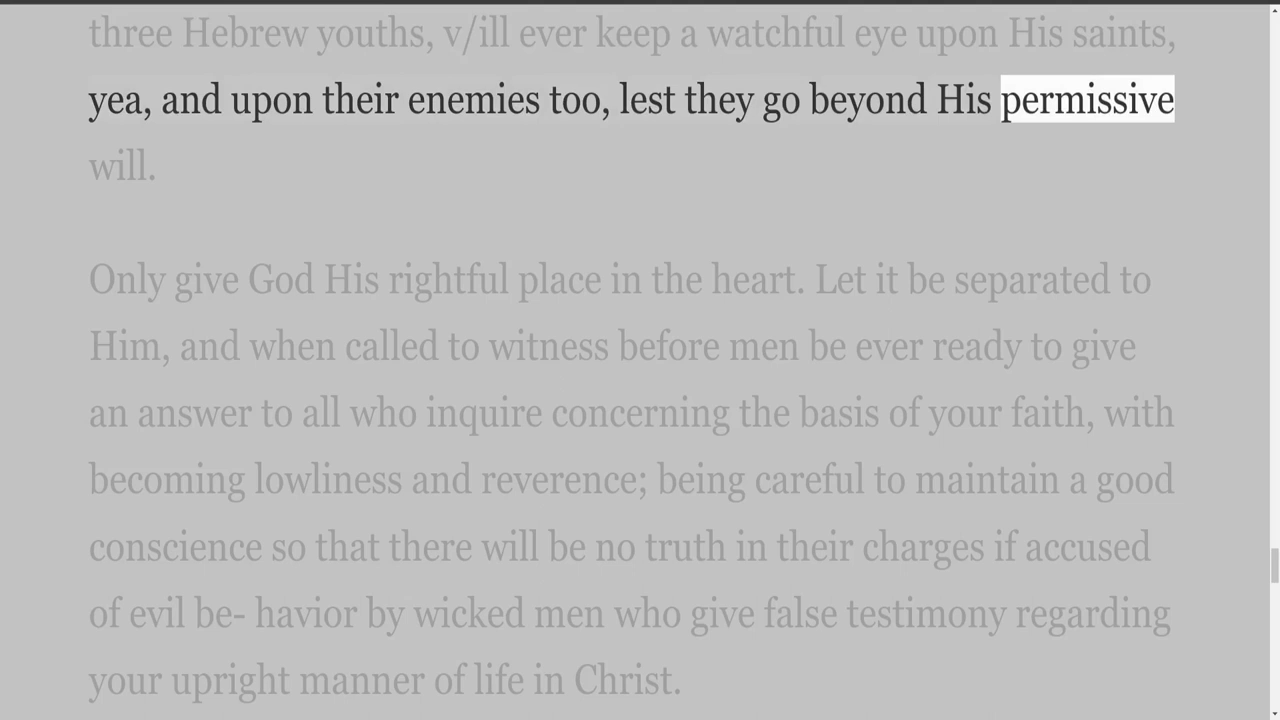 three Hebrew youths, v/ill ever keep a watchful eye upon His saints,
yea, and upon their enemies too, lest they go beyond His permissive
will.
Only give God His rightful place in the heart. Let it be separated to
Him, and when called to witness before men be ever ready to give
an answer to all who inquire concerning the basis of your faith, with
becoming lowliness and reverence; being careful to maintain a good
conscience so that there will be no truth in their charges if accused
of evil be- havior by wicked men who give false testimony regarding
your upright manner of life in Christ.